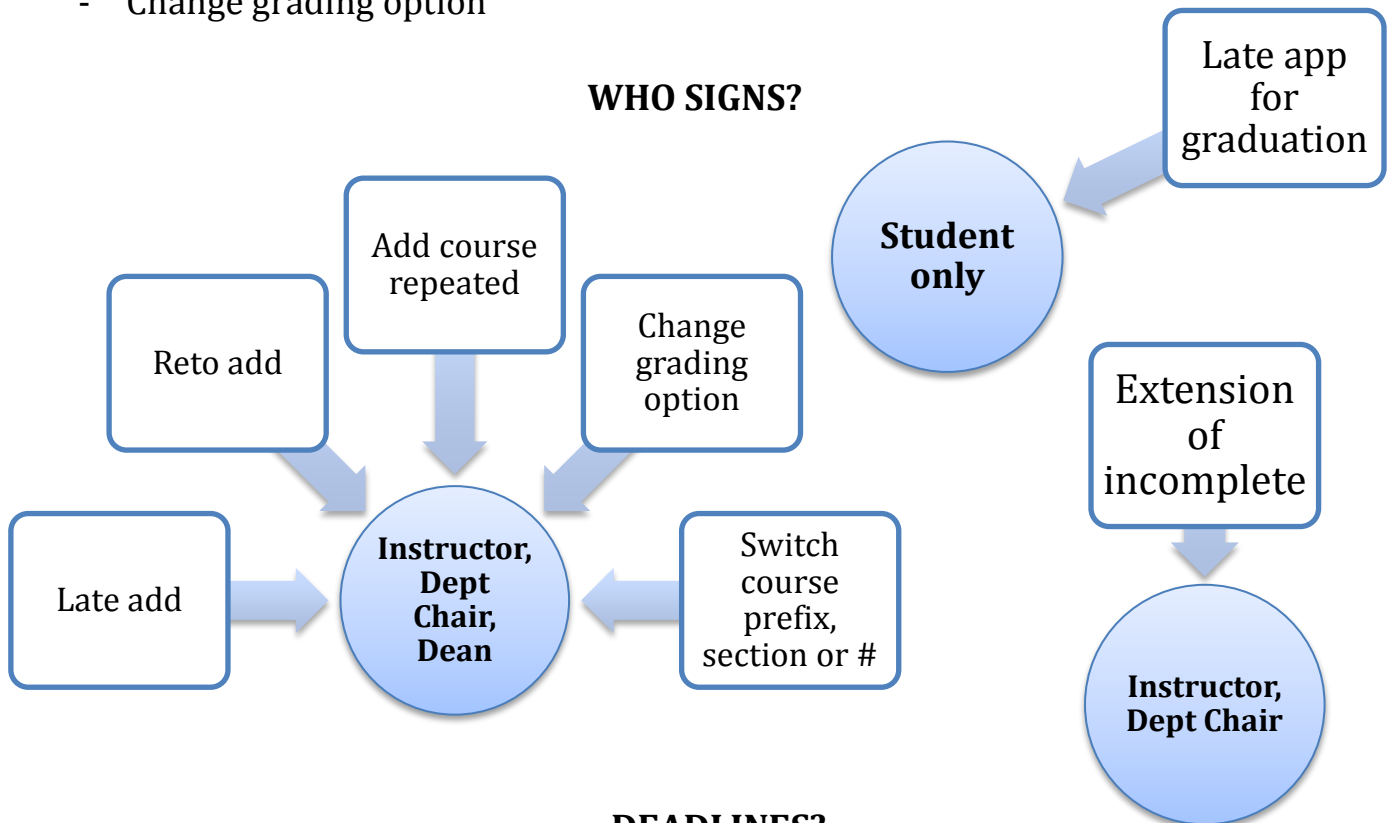 - Change grading option
WHO SIGNS?
Late app
for
graduation
Student
only
Add course
repeated
Reto add
Change
grading
option
Late add
Instructor,
Dept
Chair,
Dean
Switch
course
prefix,
section or #
Extension
of
incomplete
Instructor,
Dept Chair
DEADLINES?